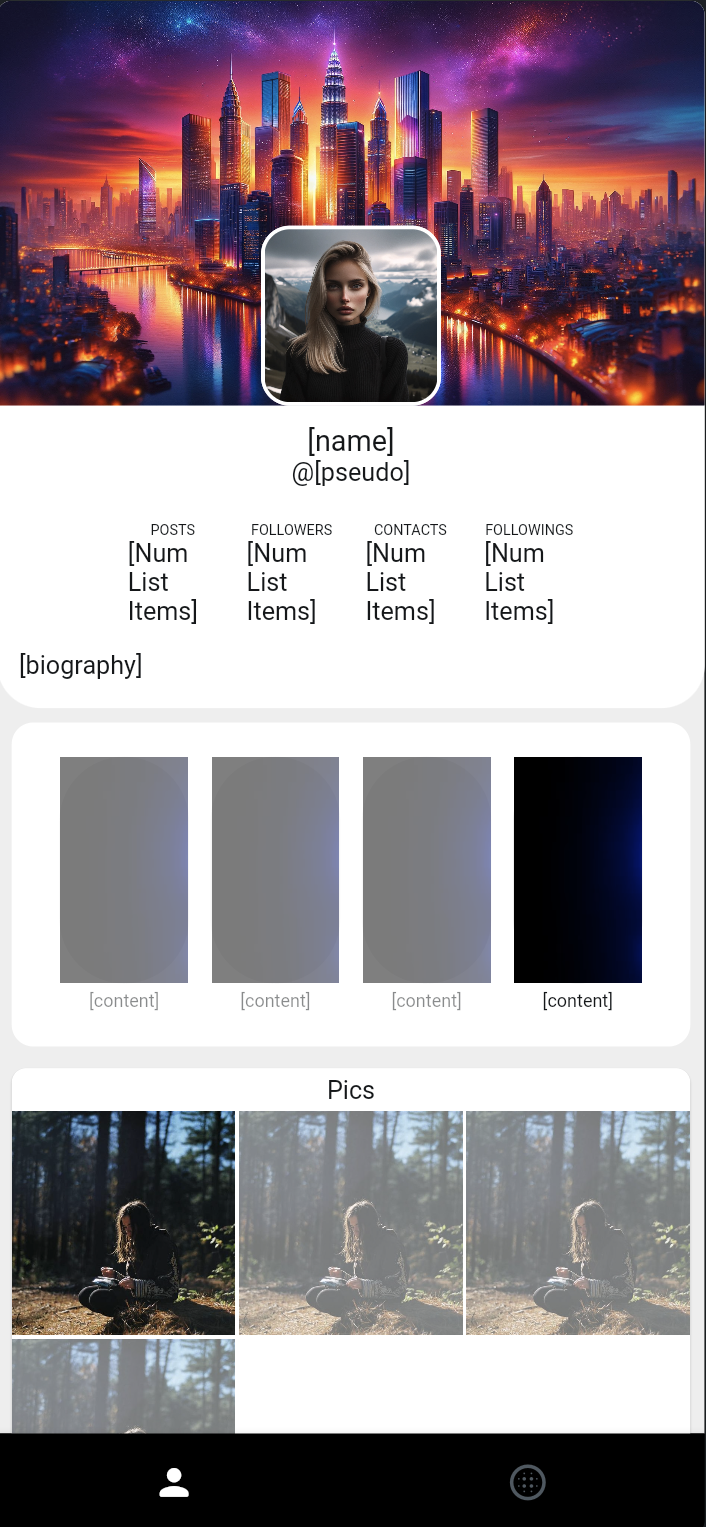 [name]
@[pseudo]
POSTS FOLLOWERS CONTACTS FOLLOWINGS
[Num [Num [Num [Num
List List List List
Items] Items] Items] Items]
[biography]
[content] [content] [content] [content]
Pics